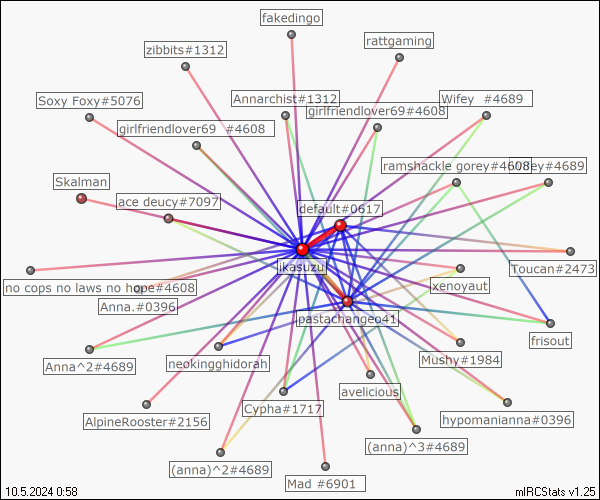 fakedingo
rattgaming
zibbits#1312
Soxy Foxy#5076
Annarchist#1312
Wifey #4689
girlfriendlover69#4608
girlfriendlover69 #4608
ramshackle gorey#4608
#4689
Skalman
ace deucy#7097
default#0617
ikasuzu
Toucan#2473
no cops no laws no hope#4608
xenoyaut
Anna.#0396
pastachangeo41
frisout
Anna^2#4689
neokingghidorah
Mushy#1984
avelicious
AlpineRooster#2156
Cypha#1717
hypomanianna#0396
(anna)^3#4689
(anna)^2#4689
Mad #6901
10.5.2024 0:58
mIRCStats v1.25